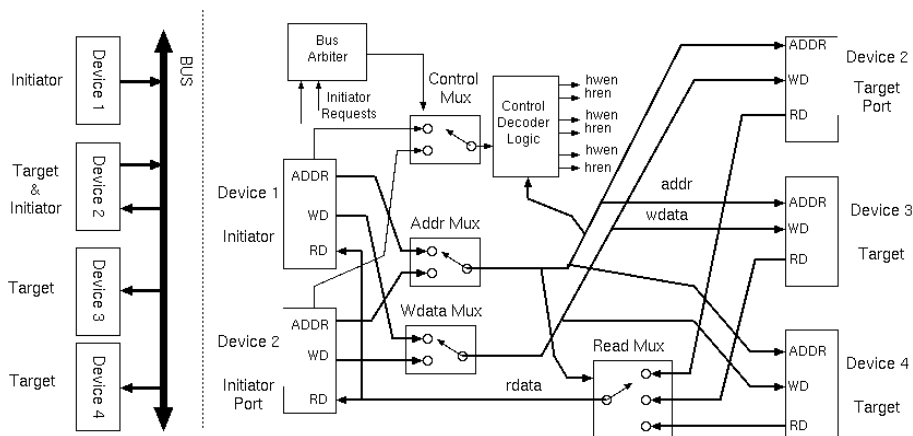 Initiator
Device 1
BUS
Target
&
Initiator
Device 2
Target
Device 3
Target
Device 4
Bus
Arbiter
Initiator
Requests
Control
Mux
Control
Decoder
Logic
hwen
hren
hwen
hren
hwen
hren
Device 1
Initiator
ADDR
WD
RD
Addr Mux
Device 2
Initiator
Port
ADDR
WD
RD
Wdata Mux
rdata
Read Mux
addr
wdata
ADDR
WD
RD
Device 2
Target
Port
ADDR
WD
RD
Device 3
Target
ADDR
WD
RD
Device 4
Target